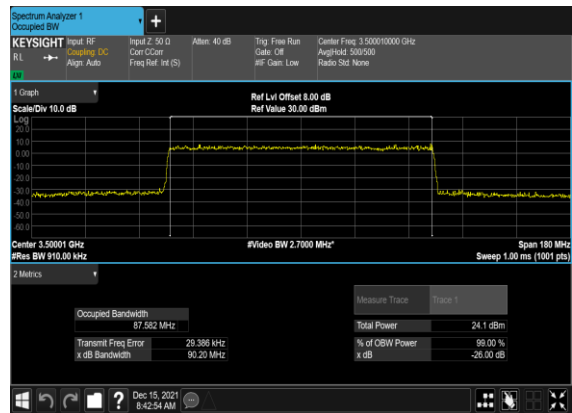 Spectrum Analyzer 1
Occupied BW
+
KEYSIGHT Input: RF Input Z: 50 Ω Atten: 40 dB Trig: Free Run Center Freq: 3.500010000 GHz
RL Coupling: DC Corr CCorr Gate: Off Avg|Hold: 500/500
Align: Auto Freq Ref: Int (S) #IF Gain: Low Radio Std: None
1 Graph
Ref Lvl Offset 8.00 dB
Scale/Div 10.0 dB Ref Value 30.00 dBm
Log
20.0
10.0
0.00
-10.0
-20.0
-30.0
-40.0
-50.0
-60.0
Center 3.50001 GHz #Video BW 2.7000 MHz* Span 180 MHz
#Res BW 910.00 kHz Sweep 1.00 ms (1001 pts)
2 Metrics
Measure Trace Trace 1
Occupied Bandwidth
87.582 MHz Total Power 24.1 dBm
Transmit Freq Error 29.386 kHz % of OBW Power 99.00 %
x dB Bandwidth 90.20 MHz x dB -26.00 dB
? Dec 15, 2021
8:42:54 AM